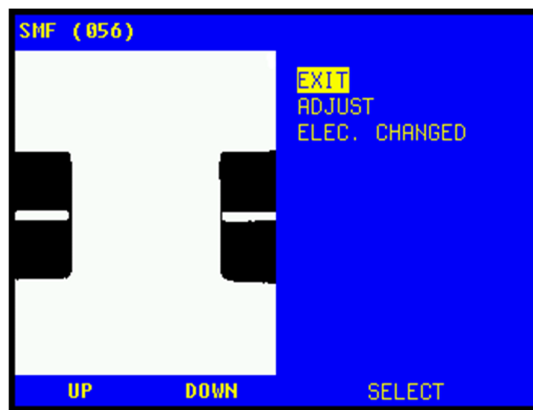 SMF (056)
EXIT
ADJUST
ELEC. CHANGED
UP DOWN SELECT